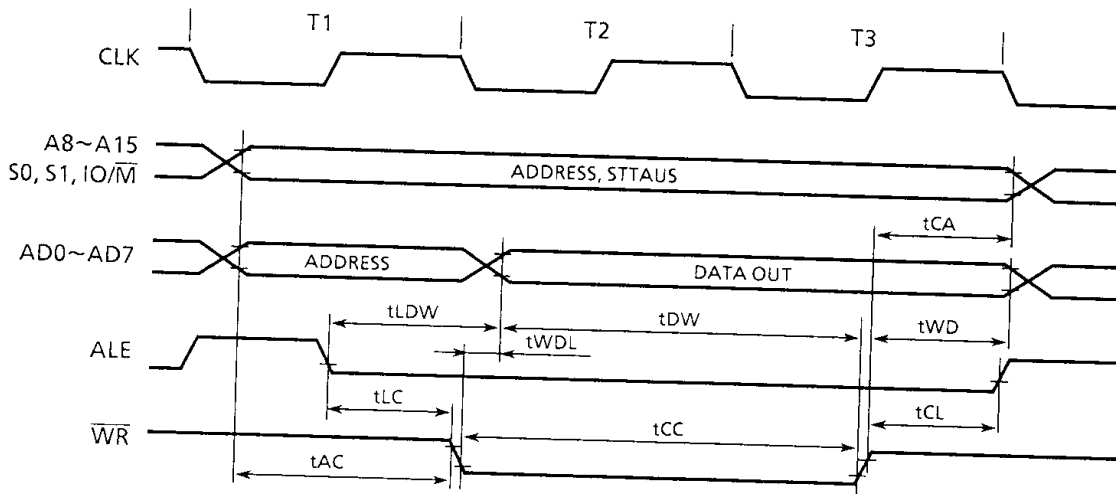 T1 T2 T3
CLK
A8~A15
S0, S1, IO/M̅
ADDRESS, STTAUS
tCA
AD0~AD7
ADDRESS
DATA OUT
tLDW
tDW
tWD
tWDL
ALE
tLC
tCC
tCL
W̅R̅
tAC